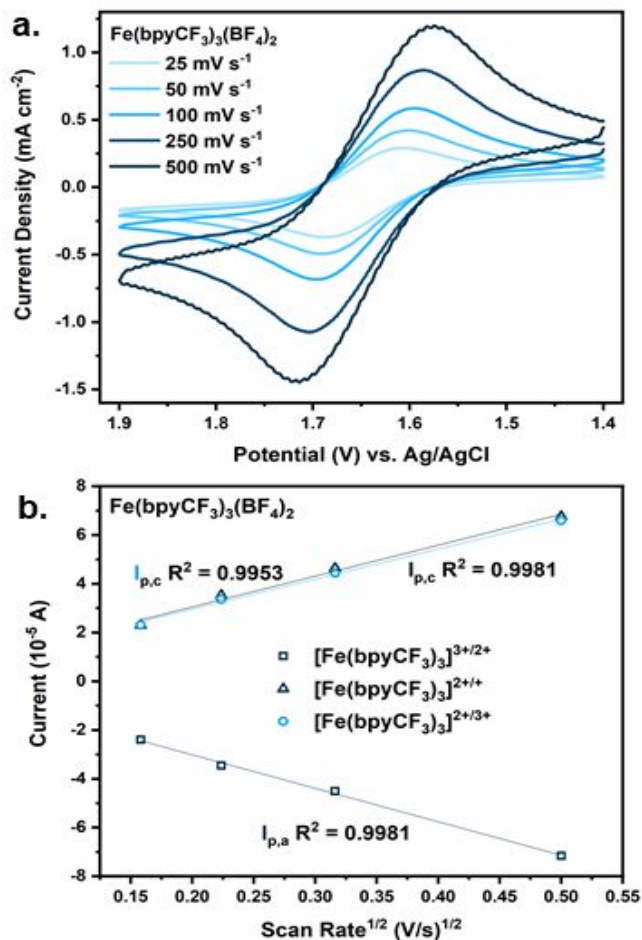 a.
Fe(bpyCF₃)₃(BF₄)₂
25 mV s⁻¹
50 mV s⁻¹
100 mV s⁻¹
250 mV s⁻¹
500 mV s⁻¹
Current Density (mA cm⁻²)
1.0
0.5
0.0
-0.5
-1.0
-1.5
1.9
1.8
1.7
1.6
1.5
1.4
Potential (V) vs. Ag/AgCl
b.
Fe(bpyCF₃)₃(BF₄)₂
I p,c R² = 0.9953
I p,c R² = 0.9981
[Fe(bpyCF₃)₃]³⁺/²⁺
[Fe(bpyCF₃)₃]²⁺/⁺
[Fe(bpyCF₃)₃]²⁺/³⁺
I p,a R² = 0.9981
Current (10⁻⁵ A)
8
6
4
2
0
-2
-4
-6
-8
0.15
0.20
0.25
0.30
0.35
0.40
0.45
0.50
0.55
Scan Rate¹/² (V/s)¹/²